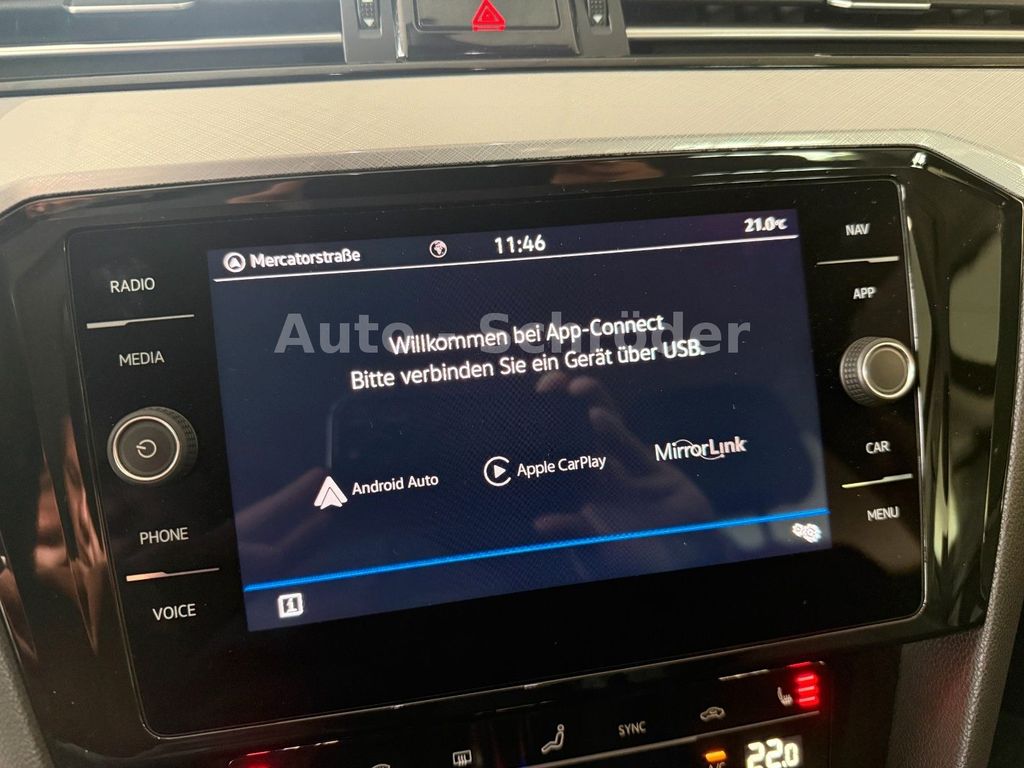 Mercatorstraße 11:46 21.0°C
RADIO
MEDIA
PHONE
VOICE
Auto - Schröder
Willkommen bei App-Connect
Bitte verbinden Sie ein Gerät über USB.
Android Auto
Apple CarPlay
MirrorLink
NAV
APP
CAR
MENU
SYNC
A/C
22.0